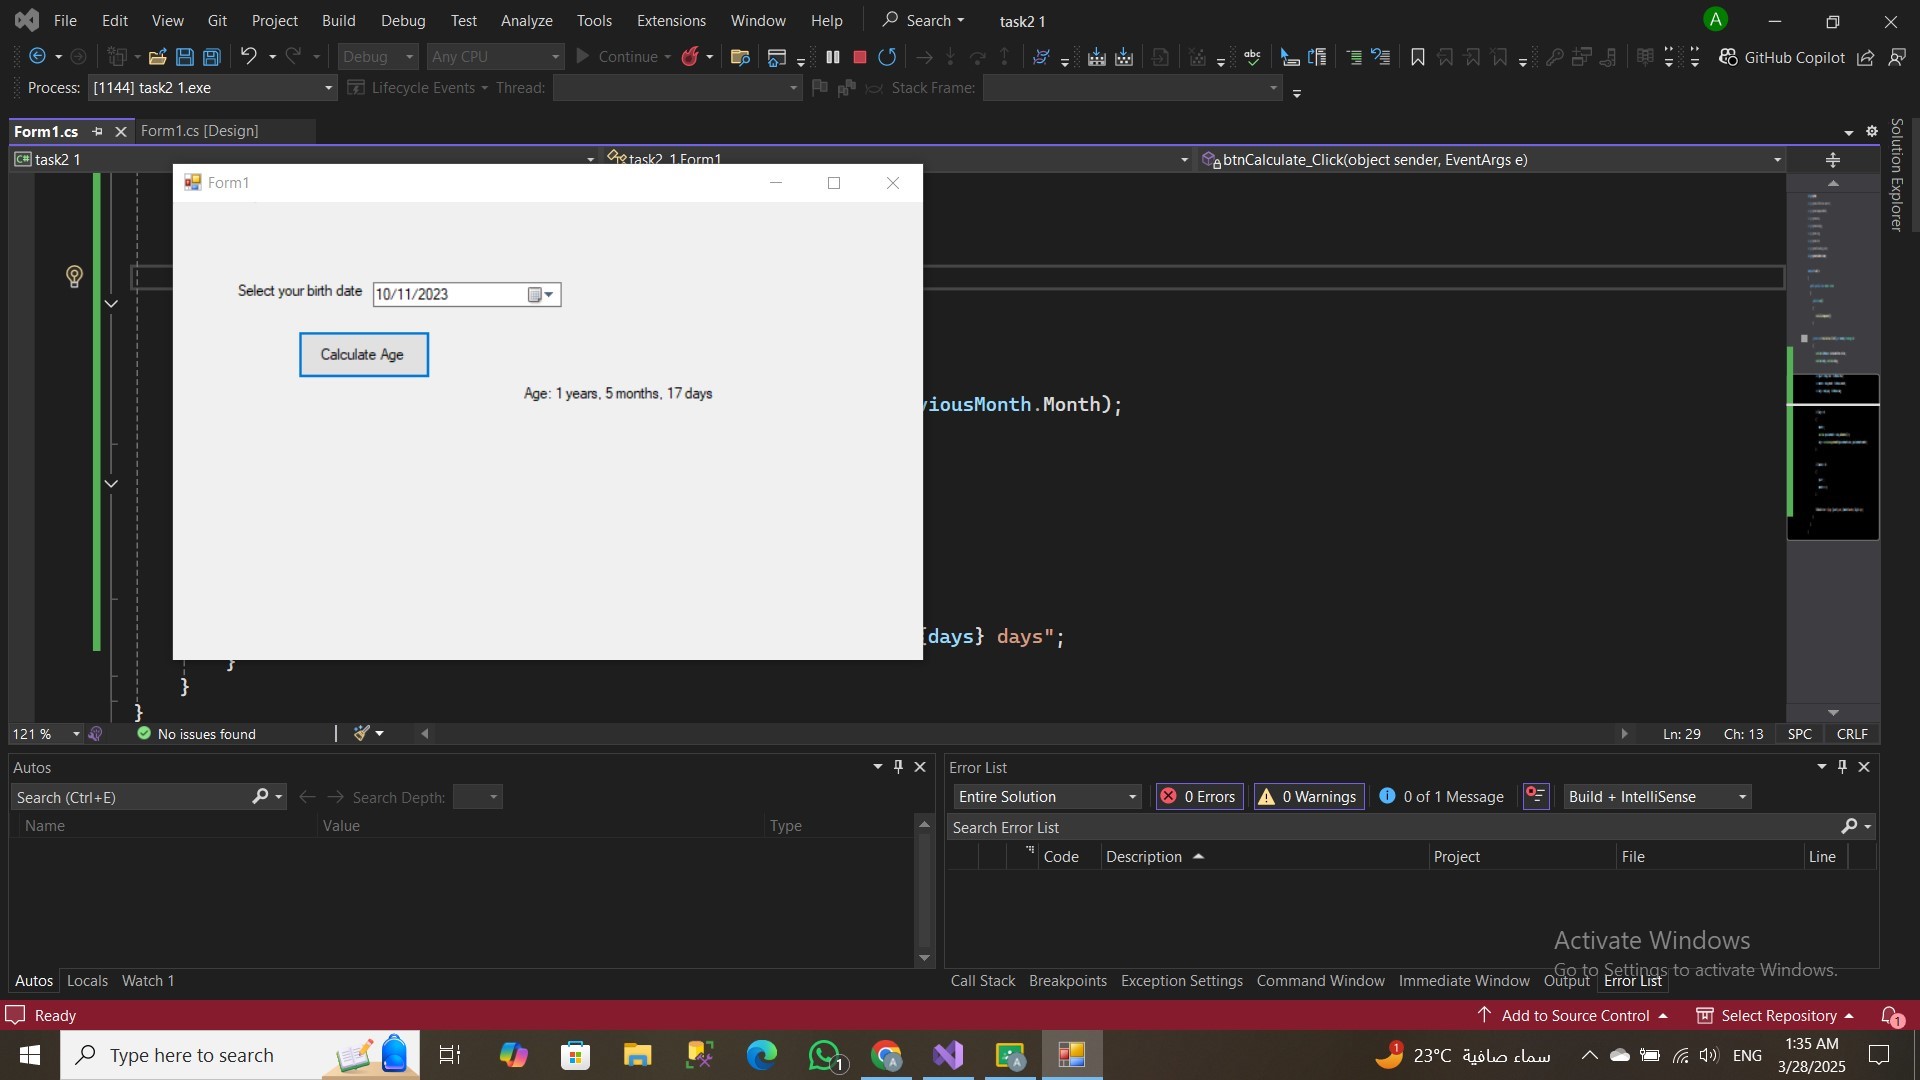 File Edit View Git Project Build Debug Test Analyze Tools Extensions Window Help Search task2 1 A
Debug Any CPU Continue GitHub Copilot
Process: [1144] task2 1.exe Lifecycle Events Thread: Stack Frame:
Form1.cs Form1.cs [Design]
Solution Explorer
C# task2 1 task2_1.Form1 btnCalculate_Click(object sender, EventArgs e)
Form1
Select your birth date 10/11/2023
Calculate Age
Age: 1 years, 5 months, 17 days
viousMonth.Month);
{days} days";
}
}
}
121 % No issues found Ln: 29 Ch: 13 SPC CRLF
Autos
Search (Ctrl+E) Search Depth:
Name Value Type
Autos Locals Watch 1
Error List
Entire Solution 0 Errors 0 Warnings 0 of 1 Message Build + IntelliSense
Search Error List
Code Description Project File Line
Activate Windows
Go to Settings to activate Windows.
Call Stack Breakpoints Exception Settings Command Window Immediate Window Output Error List
Ready Add to Source Control Select Repository 1
Type here to search 1 1 23°C سماء صافية ENG 1:35 AM
3/28/2025